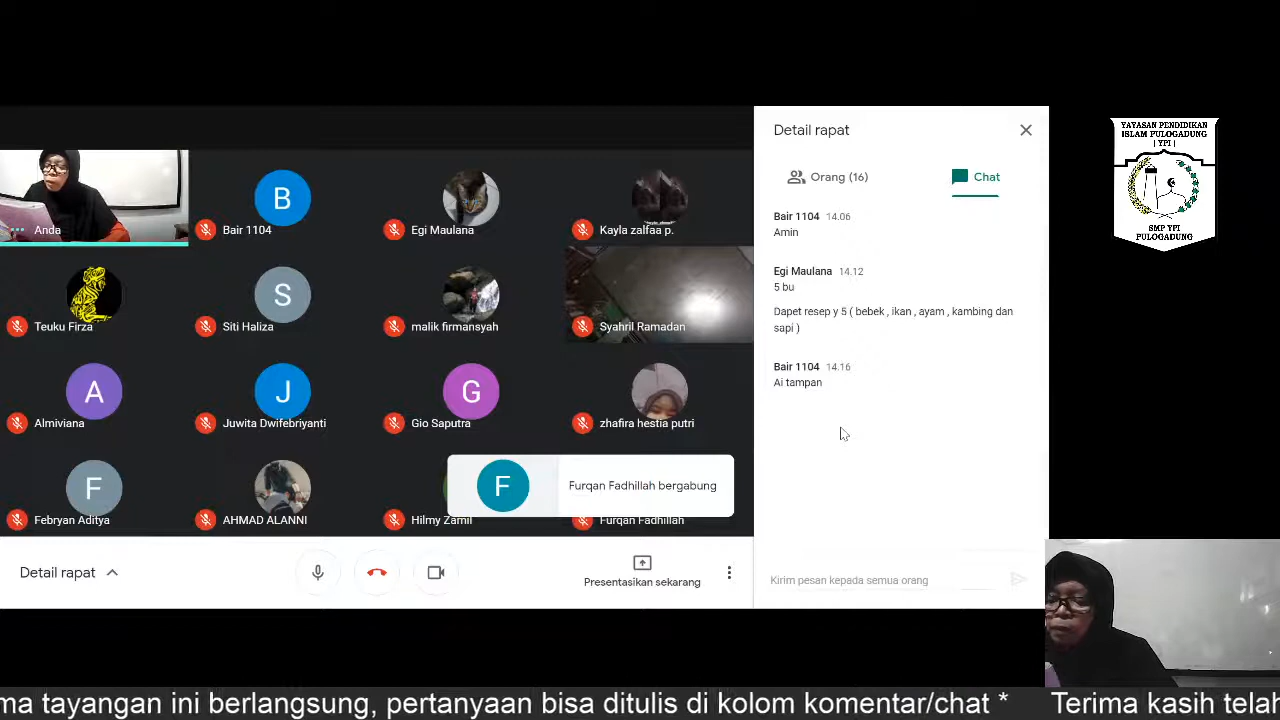 Detail rapat
Orang (16)
Chat
Bair 1104 14.06
Amin
Egi Maulana 14.12
5 bu
Dapet resep y 5 ( bebek , ikan , ayam , kambing dan
sapi )
Bair 1104 14.16
Ai tampan
Kirim pesan kepada semua orang
Anda
B
Bair 1104
Egi Maulana
Kayla zalfaa p.
Teuku Firza
S
Siti Haliza
malik firmansyah
Syahril Ramadan
A
Almiviana
J
Juwita Dwifebriyanti
G
Gio Saputra
zhafira hestia putri
F
Febryan Aditya
AHMAD ALANNI
Hilmy Zamil
Furqan Fadhillah
F
Furqan Fadhillah bergabung
Detail rapat
Presentasikan sekarang
YAYASAN PENDIDIKAN
ISLAM PULOGADUNG
( YPI )
SMP YPI
PULOGADUNG
ma tayangan ini berlangsung, pertanyaan bisa ditulis di kolom komentar/chat * Terima kasih telah